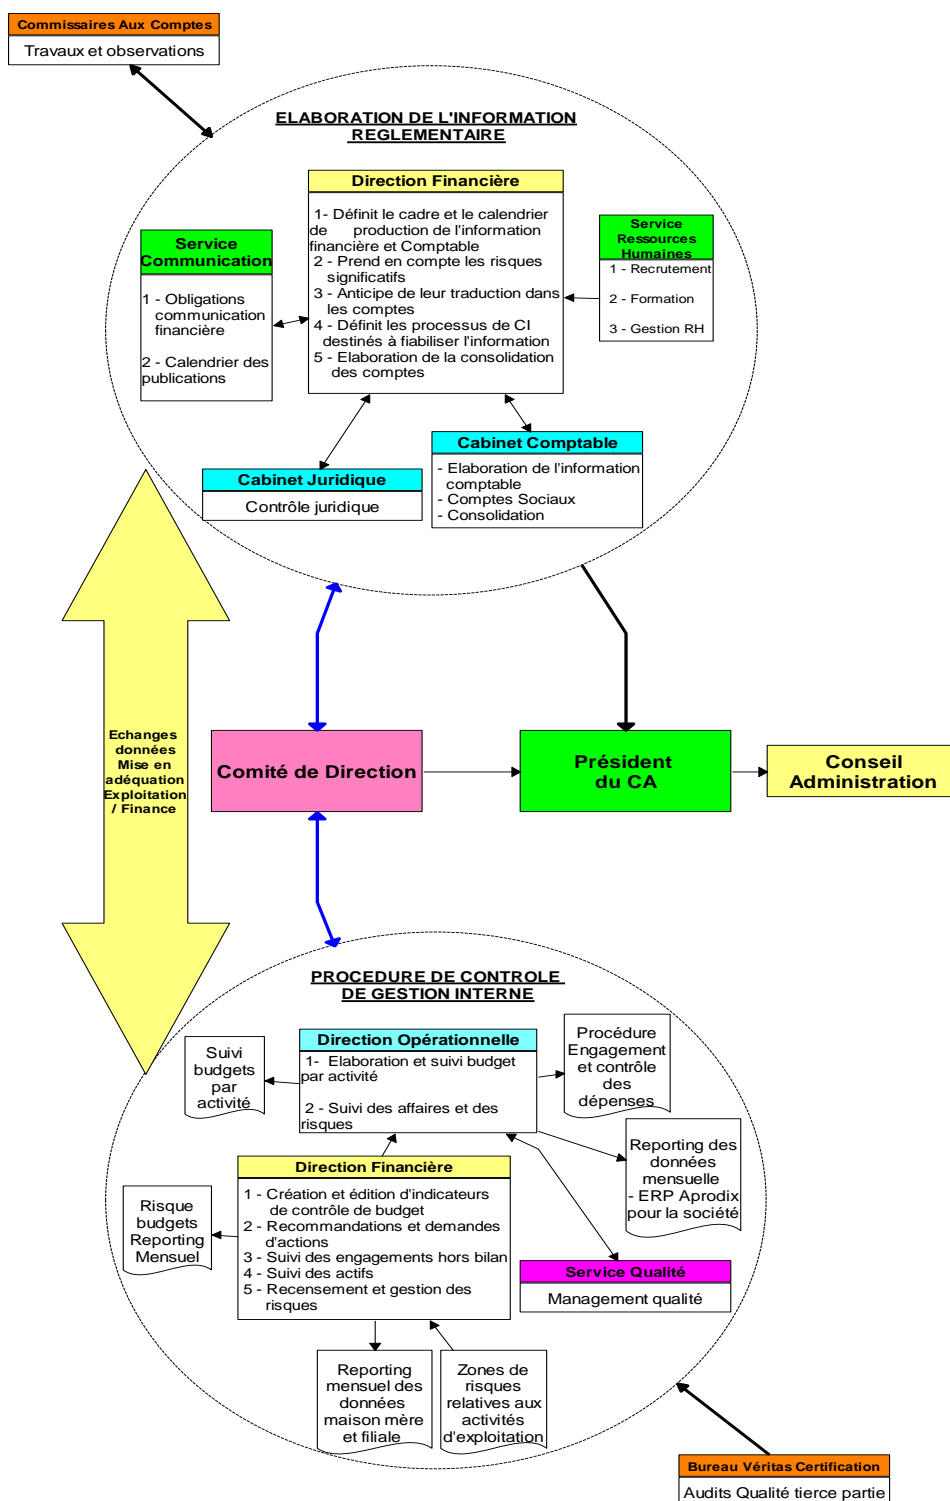 Commissaires Aux Comptes
Travaux et observations
ELABORATION DE L'INFORMATION
REGLEMENTAIRE
Direction Financière
1- Définit le cadre et le calendrier
de production de l'information
financière et Comptable
2 - Prend en compte les risques
significatifs
3 - Anticipe de leur traduction dans
les comptes
4 - Définit les processus de CI
destinés à fiabiliser l'information
5 - Elaboration de la consolidation
des comptes
Service
Communication
1 - Obligations
communication
financière
2 - Calendrier des
publications
Service
Ressources
Humaines
1 - Recrutement
2 - Formation
3 - Gestion RH
Cabinet Juridique
Contrôle juridique
Cabinet Comptable
- Elaboration de l'information
comptable
- Comptes Sociaux
- Consolidation
Echanges
données
Mise en
adéquation
Exploitation
/ Finance
Comité de Direction
Président
du CA
Conseil
Administration
PROCEDURE DE CONTROLE
DE GESTION INTERNE
Direction Opérationnelle
1- Elaboration et suivi budget
par activité
2 - Suivi des affaires et des
risques
Suivi
budgets
par
activité
Procédure
Engagement
et contrôle
des
dépenses
Reporting des
données
mensuelle
- ERP Aprodix
pour la société
Direction Financière
1 - Création et édition d'indicateurs
de contrôle de budget
2 - Recommandations et demandes
d'actions
3 - Suivi des engagements hors bilan
4 - Suivi des actifs
5 - Recensement et gestion des
risques
Risque
budgets
Reporting
Mensuel
Service Qualité
Management qualité
Reporting
mensuel des
données
maison mère
et filiale
Zones de
risques
relatives aux
activités
d'exploitation
Bureau Véritas Certification
Audits Qualité tierce partie